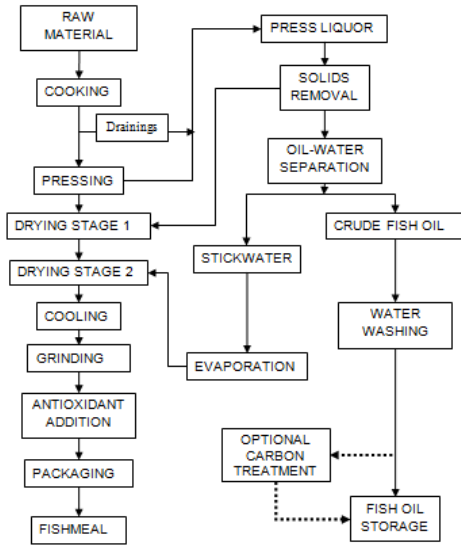 RAW
MATERIAL
COOKING
Drainings
PRESSING
DRYING STAGE 1
DRYING STAGE 2
COOLING
GRINDING
ANTIOXIDANT
ADDITION
PACKAGING
FISHMEAL
PRESS LIQUOR
SOLIDS
REMOVAL
OIL-WATER
SEPARATION
STICKWATER
EVAPORATION
CRUDE FISH OIL
WATER
WASHING
OPTIONAL
CARBON
TREATMENT
FISH OIL
STORAGE